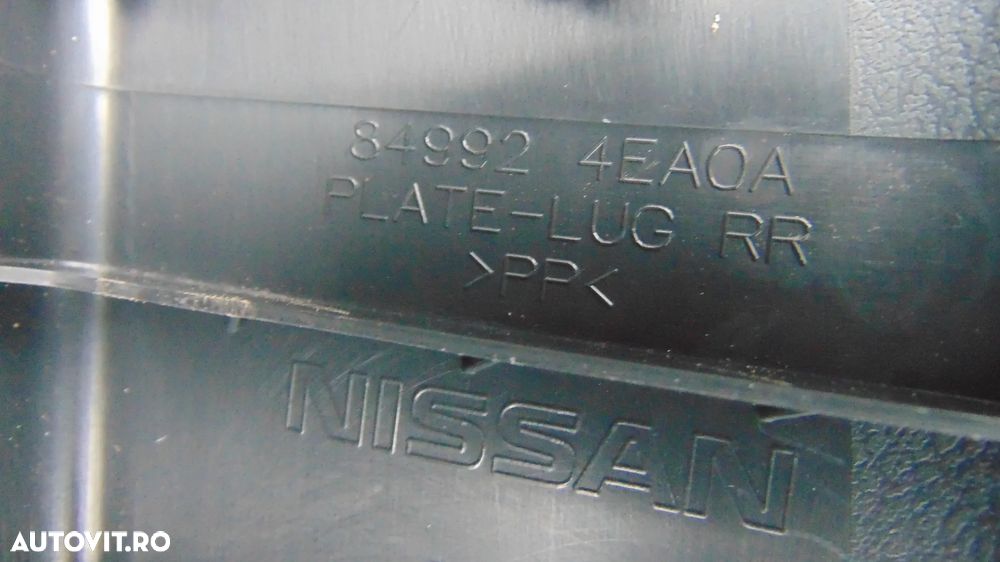 84992 4EA0A
PLATE-LUG RR
>PP<
NISSAN
AUTOVIT.RO